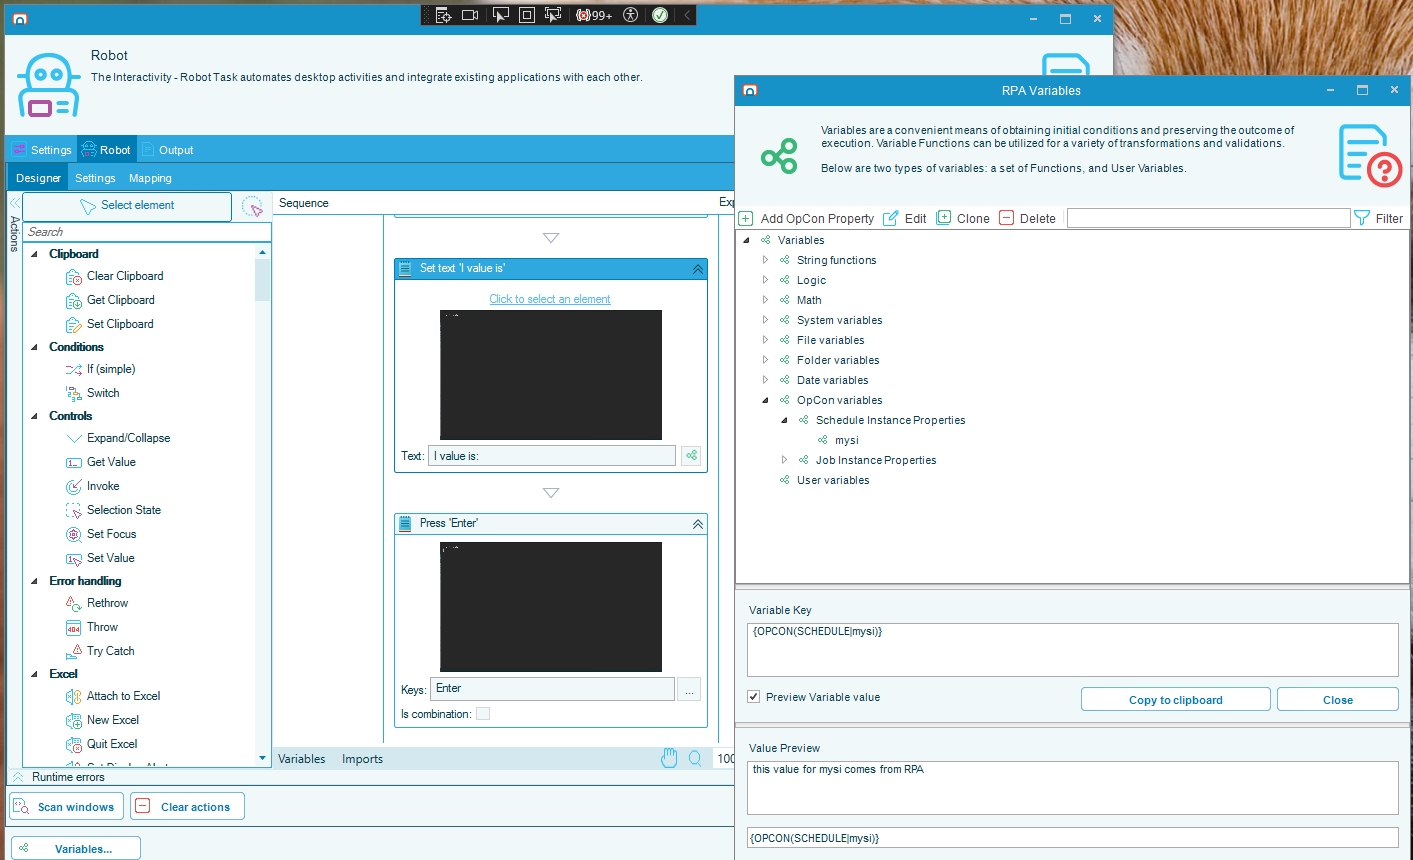 99+
Robot
The Interactivity - Robot Task automates desktop activities and integrate existing applications with each other.
Settings
Robot
Output
Designer
Settings
Mapping
Actions
Select element
Search
Clipboard
Clear Clipboard
Get Clipboard
Set Clipboard
Conditions
If (simple)
Switch
Controls
Expand/Collapse
Get Value
Invoke
Selection State
Set Focus
Set Value
Error handling
Rethrow
Throw
Try Catch
Excel
Attach to Excel
New Excel
Quit Excel
Sequence
Exp
Set text 'I value is'
Click to select an element
Text: I value is:
Press 'Enter'
Keys: Enter
...
Is combination:
Variables
Imports
100
Runtime errors
Scan windows
Clear actions
Variables...
RPA Variables
Variables are a convenient means of obtaining initial conditions and preserving the outcome of
execution. Variable Functions can be utilized for a variety of transformations and validations.
Below are two types of variables: a set of Functions, and User Variables.
Add OpCon Property
Edit
Clone
Delete
Filter
Variables
String functions
Logic
Math
System variables
File variables
Folder variables
Date variables
OpCon variables
Schedule Instance Properties
mysi
Job Instance Properties
User variables
Variable Key
{OPCON(SCHEDULE|mysi)}
Preview Variable value
Copy to clipboard
Close
Value Preview
this value for mysi comes from RPA
{OPCON(SCHEDULE|mysi)}